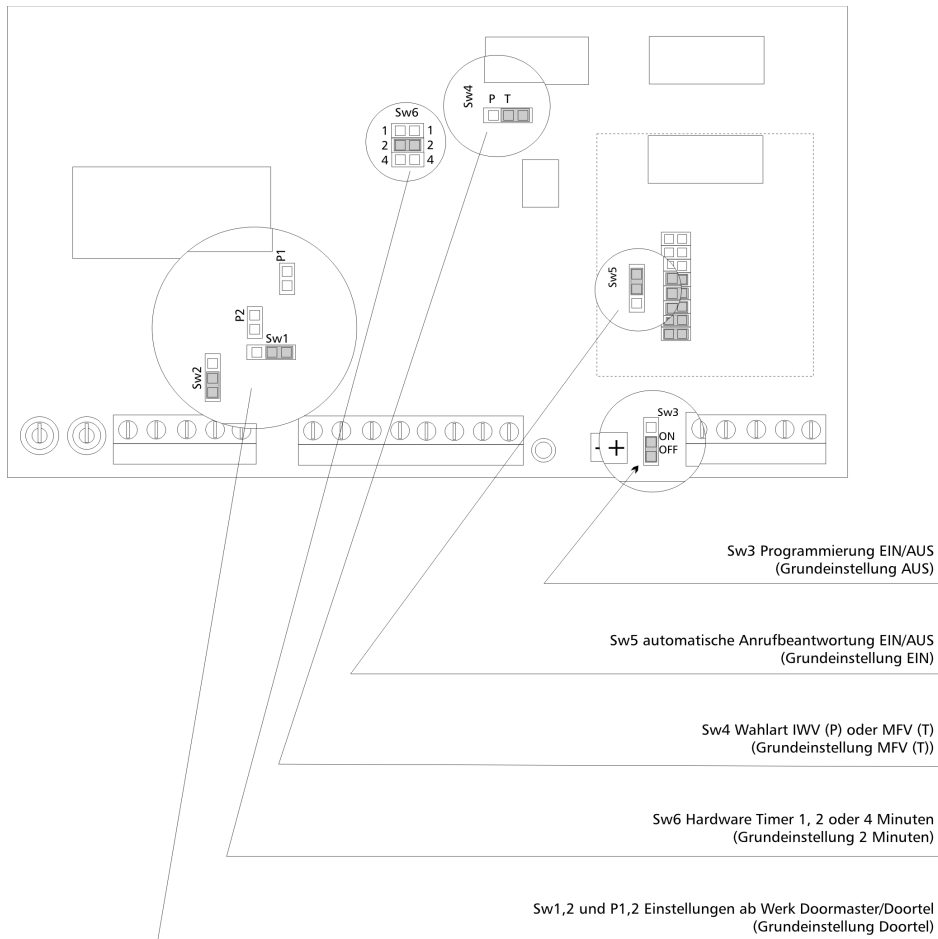 Sw4
P T
Sw6
1 1
2 2
4 4
P1
Sw5
P2
Sw1
Sw2
Sw3
ON
- +
OFF
Sw3 Programmierung EIN/AUS
(Grundeinstellung AUS)
Sw5 automatische Anrufbeantwortung EIN/AUS
(Grundeinstellung EIN)
Sw4 Wahlart IWV (P) oder MFV (T)
(Grundeinstellung MFV (T))
Sw6 Hardware Timer 1, 2 oder 4 Minuten
(Grundeinstellung 2 Minuten)
Sw1,2 und P1,2 Einstellungen ab Werk Doormaster/Doortel
(Grundeinstellung Doortel)